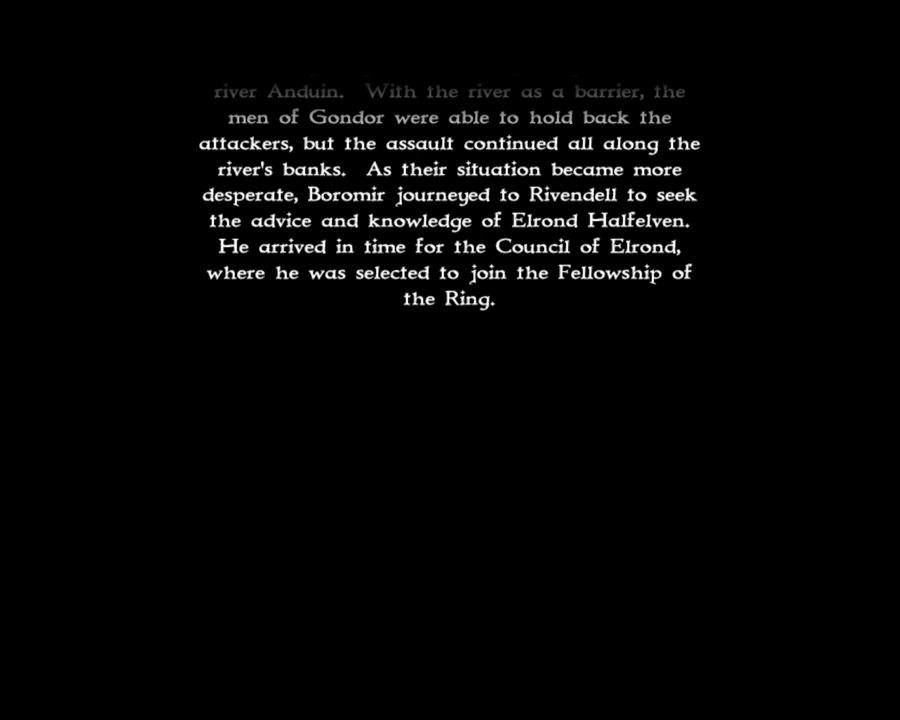 river Anduin. With the river as a barrier, the
men of Gondor were able to hold back the
attackers, but the assault continued all along the
river's banks. As their situation became more
desperate, Boromir journeyed to Rivendell to seek
the advice and knowledge of Elrond Halfelven.
He arrived in time for the Council of Elrond,
where he was selected to join the Fellowship of
the Ring.